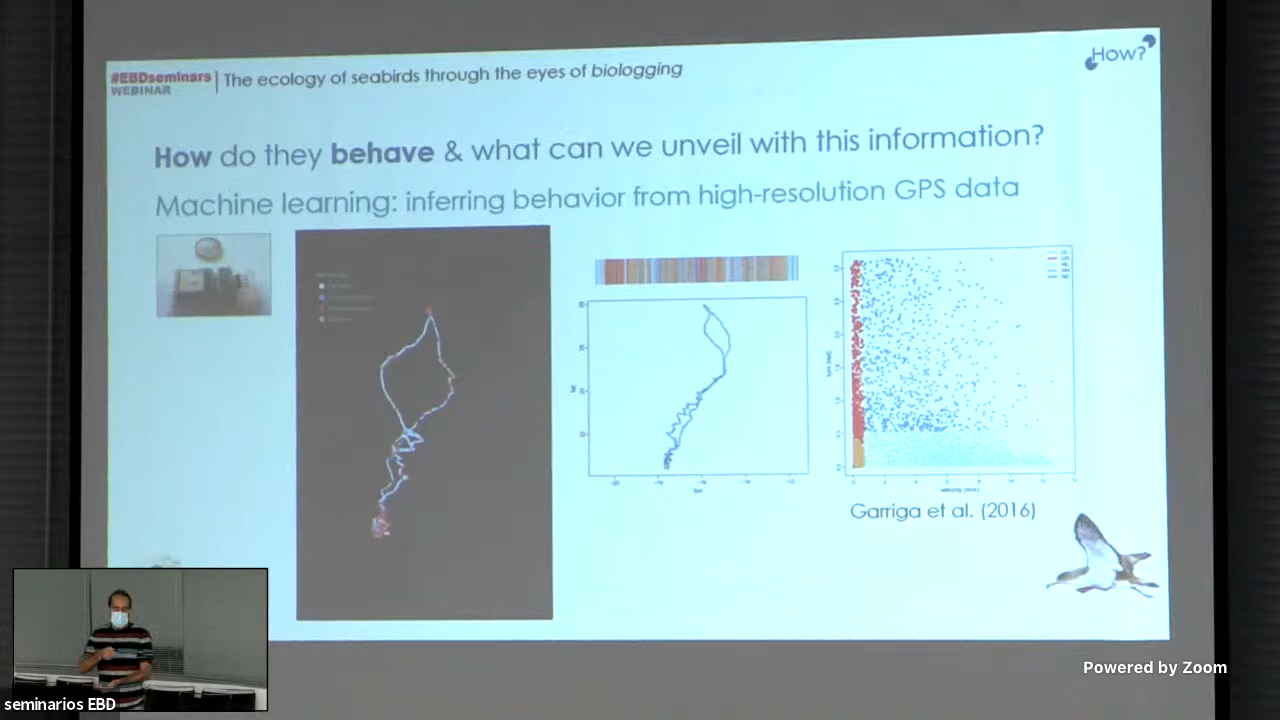 #EBDseminars
WEBINAR
The ecology of seabirds through the eyes of biologging
How?
How do they behave & what can we unveil with this information?
Machine learning: inferring behavior from high-resolution GPS data
Garriga et al. (2016)
seminarios EBD
Powered by Zoom